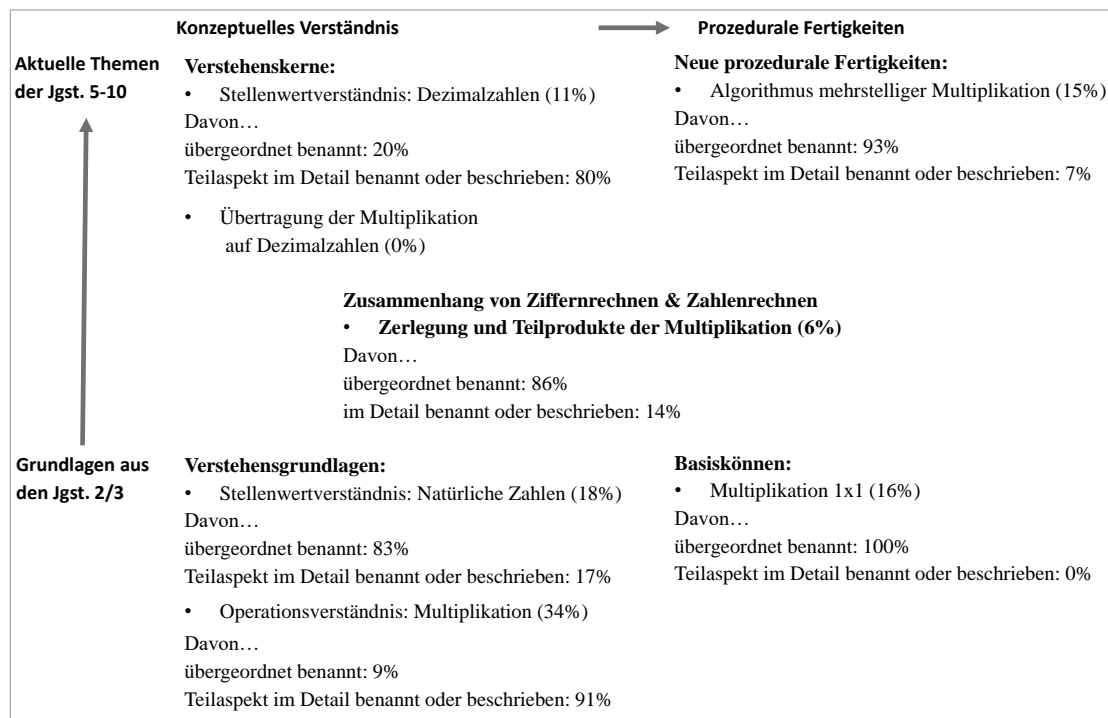 Konzeptuelles Verständnis
Prozedurale Fertigkeiten
Aktuelle Themen
der Jgst. 5-10
Verstehenskerne:
• Stellenwertverständnis: Dezimalzahlen (11%)
Davon…
übergeordnet benannt: 20%
Teilaspekt im Detail benannt oder beschrieben: 80%
• Übertragung der Multiplikation
auf Dezimalzahlen (0%)
Neue prozedurale Fertigkeiten:
• Algorithmus mehrstelliger Multiplikation (15%)
Davon…
übergeordnet benannt: 93%
Teilaspekt im Detail benannt oder beschrieben: 7%
Zusammenhang von Ziffernrechnen & Zahlenrechnen
• Zerlegung und Teilprodukte der Multiplikation (6%)
Davon…
übergeordnet benannt: 86%
im Detail benannt oder beschrieben: 14%
Grundlagen aus
den Jgst. 2/3
Verstehensgrundlagen:
• Stellenwertverständnis: Natürliche Zahlen (18%)
Davon…
übergeordnet benannt: 83%
Teilaspekt im Detail benannt oder beschrieben: 17%
• Operationsverständnis: Multiplikation (34%)
Davon…
übergeordnet benannt: 9%
Teilaspekt im Detail benannt oder beschrieben: 91%
Basiskönnen:
• Multiplikation 1x1 (16%)
Davon…
übergeordnet benannt: 100%
Teilaspekt im Detail benannt oder beschrieben: 0%